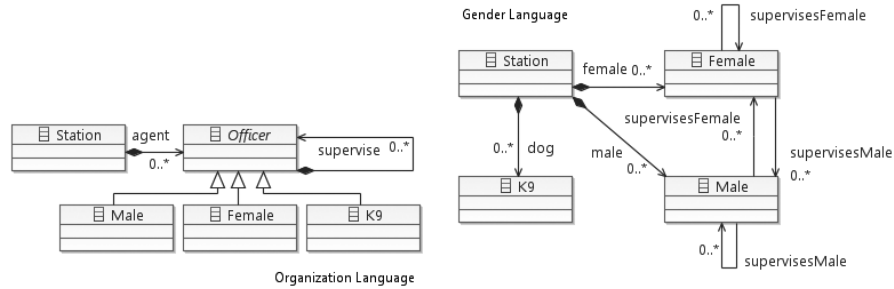 Station
agent
0..*
Officer
supervise
0..*
Male
Female
K9
Organization Language
Gender Language
0..*
supervisesFemale
Station
female 0..*
Female
supervisesFemale
0..*
0..*
dog
male
0..*
supervisesMale
0..*
K9
Male
0..*
supervisesMale